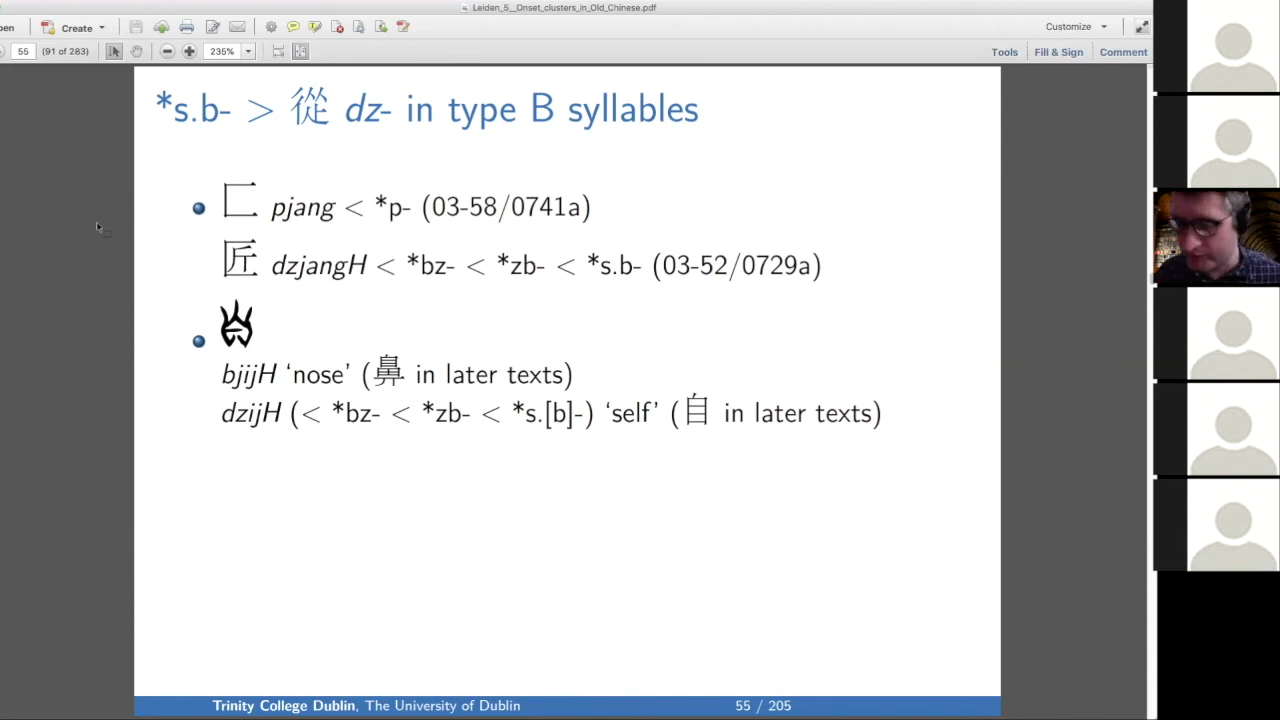 Leiden_5__Onset_clusters_in_Old_Chinese.pdf
pen Create Customize
55 (91 of 283) 235% Tools Fill & Sign Comment
*s.b- > 從 dz- in type B syllables
匚 pjang < *p- (03-58/0741a)
匠 dzjangH < *bz- < *zb- < *s.b- (03-52/0729a)
bjijH ‘nose’ (鼻 in later texts)
dzijH (< *bz- < *zb- < *s.[b]-) ‘self’ (自 in later texts)
Trinity College Dublin, The University of Dublin 55 / 205